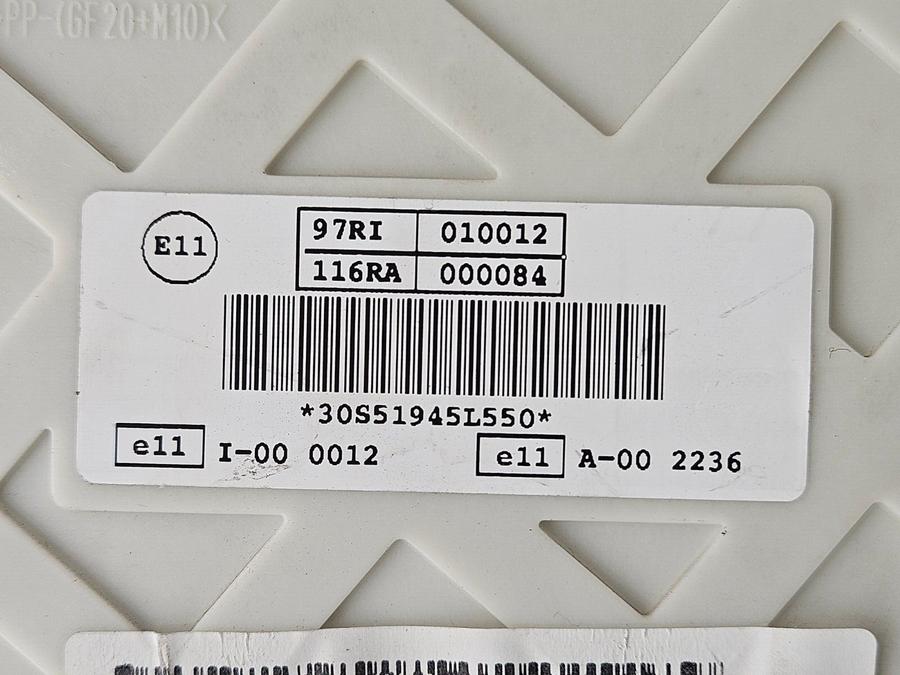 PP-(GF20+M10)<
E11
97RI 010012
116RA 000084
*30S51945L550*
e11 I-00 0012 e11 A-00 2236